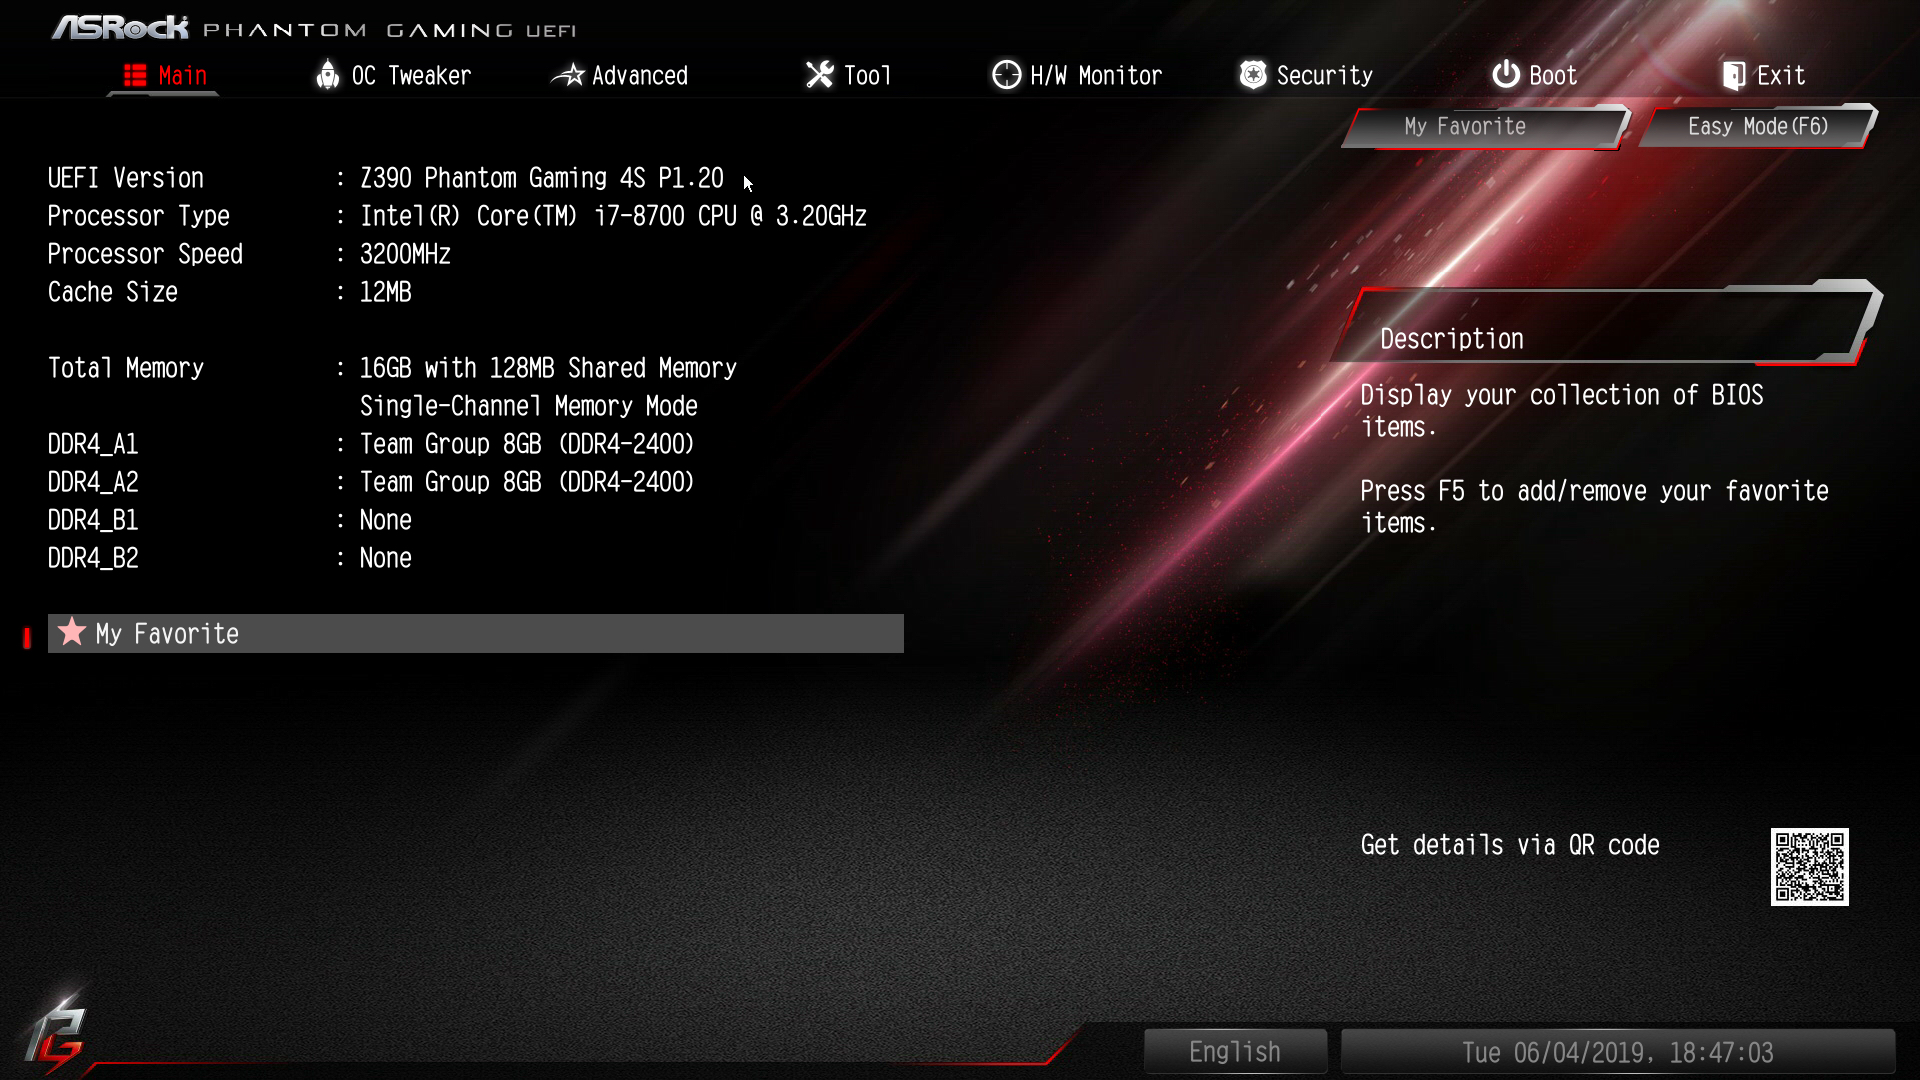 ASRock PHANTOM GAMING UEFI
Main OC Tweaker Advanced Tool H/W Monitor Security Boot Exit
My Favorite Easy Mode(F6)
UEFI Version : Z390 Phantom Gaming 4S P1.20
Processor Type : Intel(R) Core(TM) i7-8700 CPU @ 3.20GHz
Processor Speed : 3200MHz
Cache Size : 12MB
Total Memory : 16GB with 128MB Shared Memory
Single-Channel Memory Mode
DDR4_A1 : Team Group 8GB (DDR4-2400)
DDR4_A2 : Team Group 8GB (DDR4-2400)
DDR4_B1 : None
DDR4_B2 : None
My Favorite
Description
Display your collection of BIOS
items.
Press F5 to add/remove your favorite
items.
Get details via QR code
English Tue 06/04/2019, 18:47:03